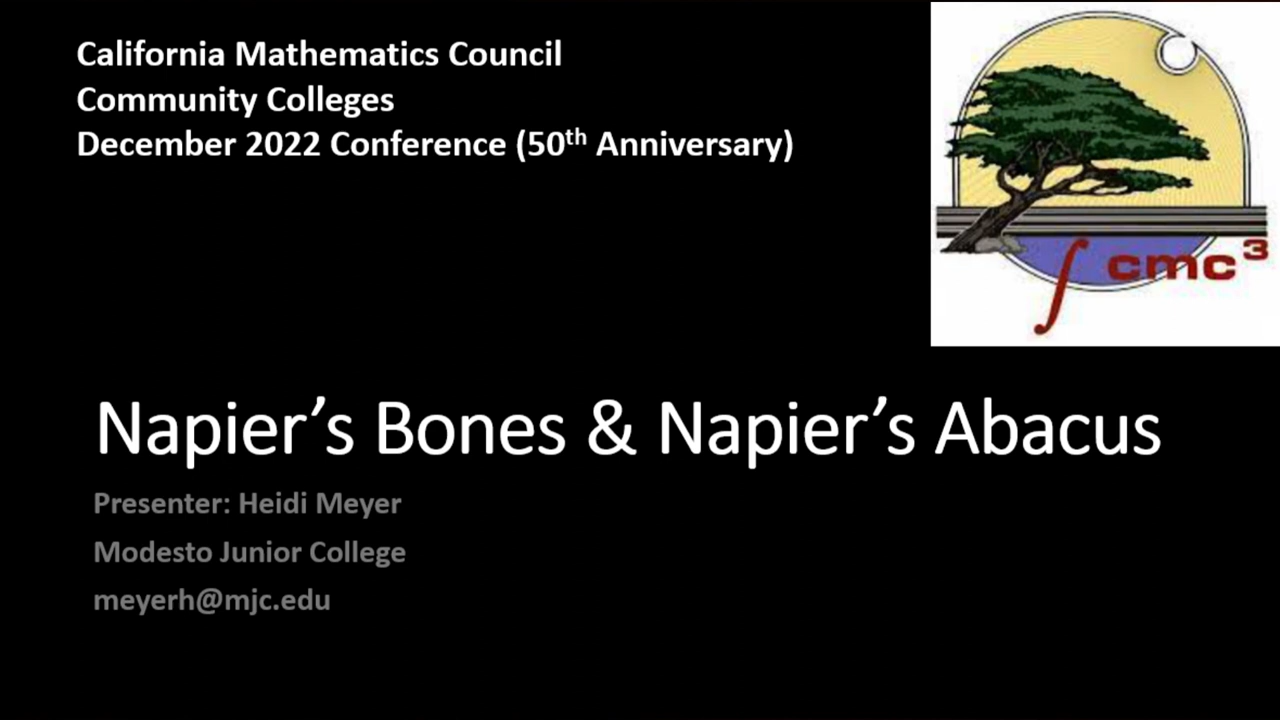 California Mathematics Council
Community Colleges
December 2022 Conference (50th Anniversary)
∫ cmc³
Napier’s Bones & Napier’s Abacus
Presenter: Heidi Meyer
Modesto Junior College
meyerh@mjc.edu